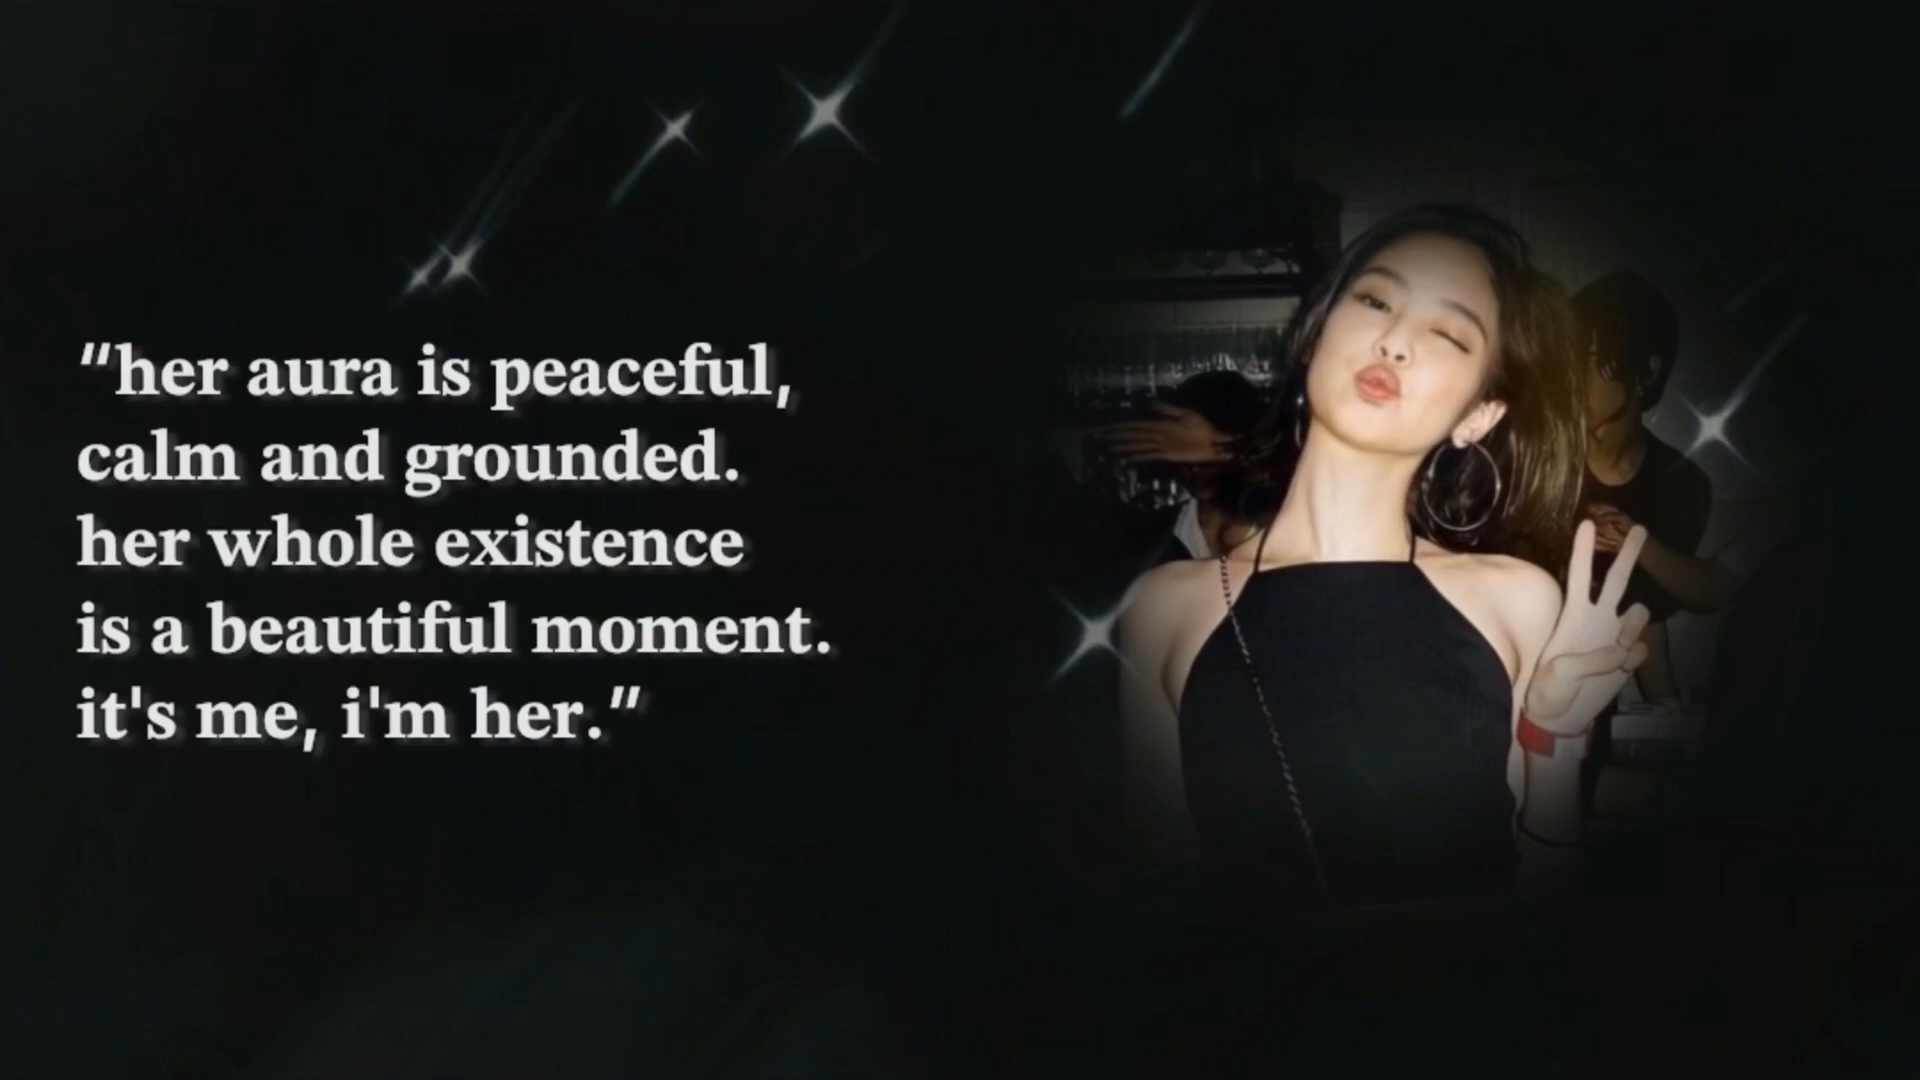 "her aura is peaceful,
calm and grounded.
her whole existence
is a beautiful moment.
it's me, i'm her."